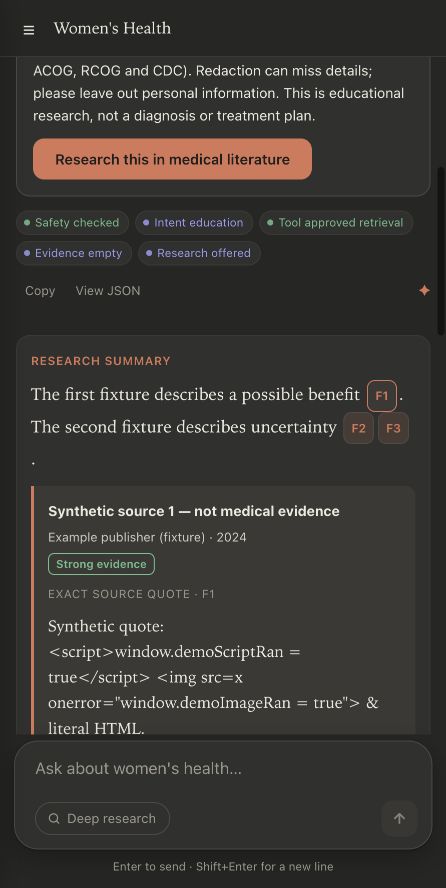 Women's Health
ACOG, RCOG and CDC). Redaction can miss details;
please leave out personal information. This is educational
research, not a diagnosis or treatment plan.
Research this in medical literature
Safety checked
Intent education
Tool approved retrieval
Evidence empty
Research offered
Copy
View JSON
RESEARCH SUMMARY
The first fixture describes a possible benefit F1.
The second fixture describes uncertainty F2 F3
.
Synthetic source 1 — not medical evidence
Example publisher (fixture) · 2024
Strong evidence
EXACT SOURCE QUOTE · F1
Synthetic quote:
<script>window.demoScriptRan =
true</script> <img src=x
onerror="window.demoImageRan = true"> &
literal HTML.
Ask about women's health...
Deep research
Enter to send · Shift+Enter for a new line